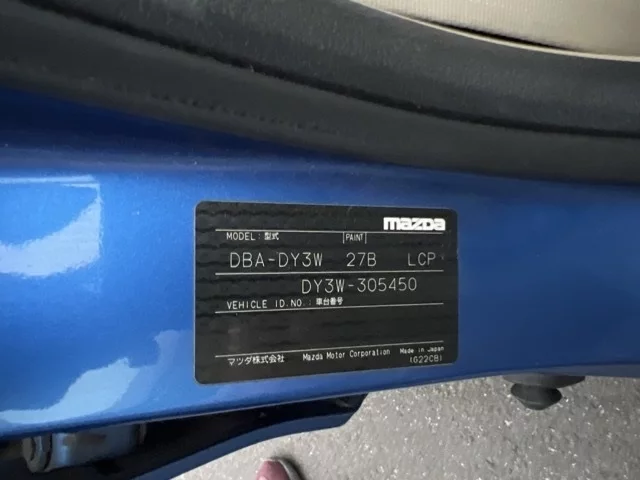 mazda
MODEL: 型式 PAINT
DBA-DY3W 27B LCP
DY3W-305450
VEHICLE ID.NO.: 車台番号
マツダ株式会社 Mazda Motor Corporation Made in Japan
1G22CB1